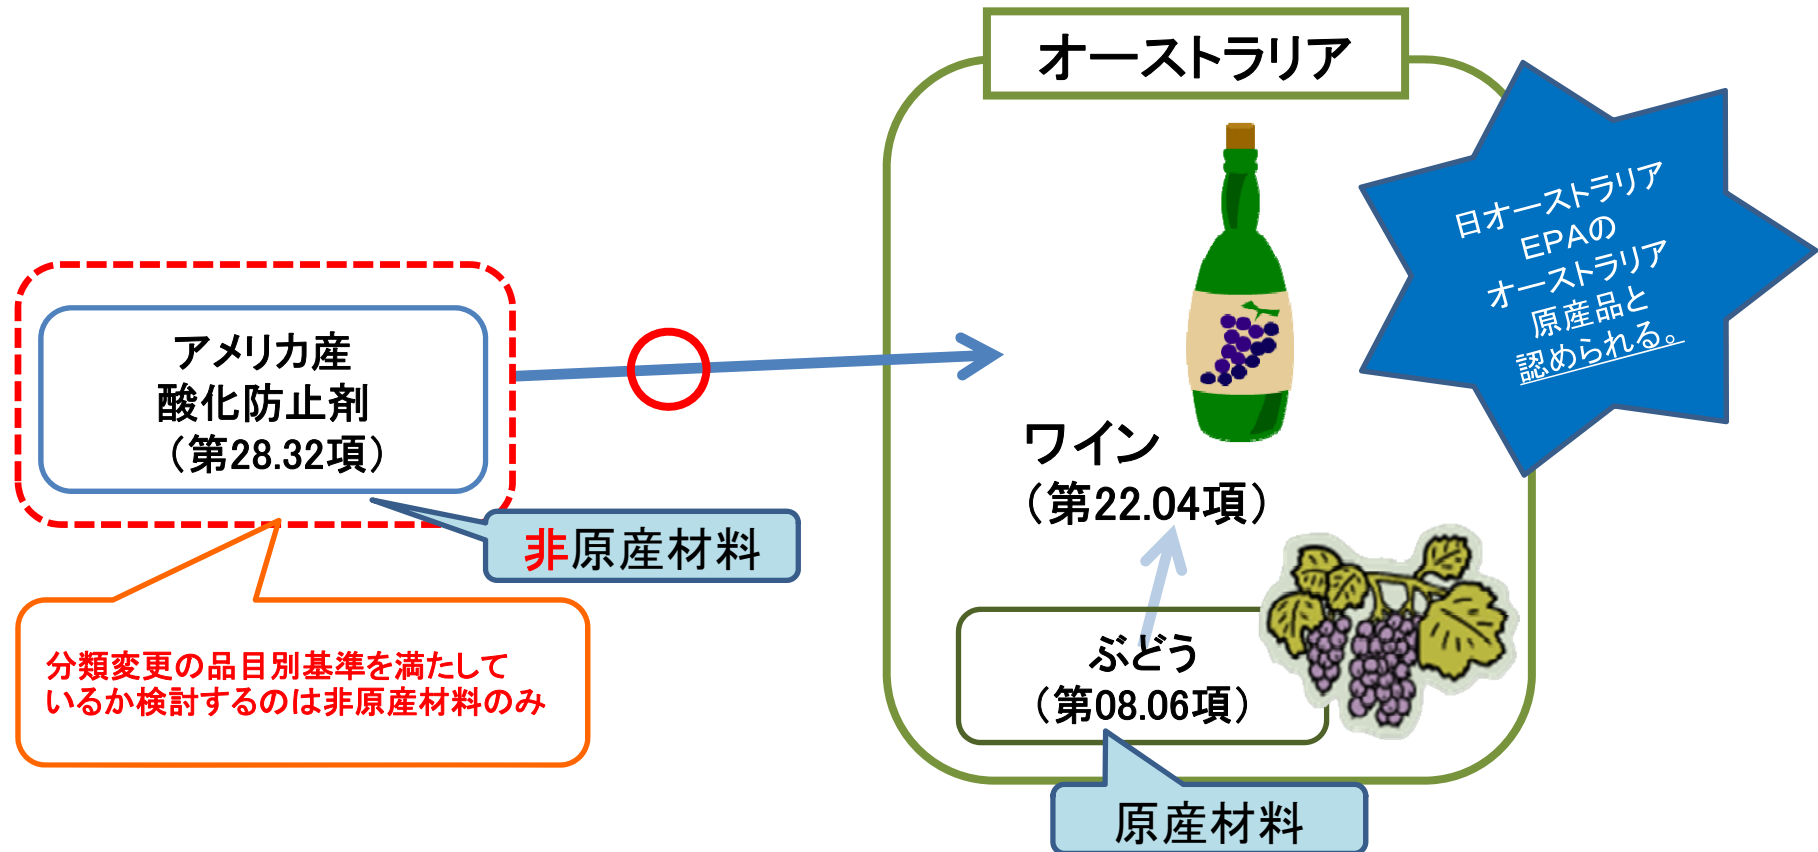 オーストラリア
日オーストラリア
EPAの
オーストラリア
原産品と
認められる。
アメリカ産
酸化防止剤
（第28.32項）
非原産材料
ワイン
（第22.04項）
分類変更の品目別基準を満たして
いるか検討するのは非原産材料のみ
ぶどう
（第08.06項）
原産材料